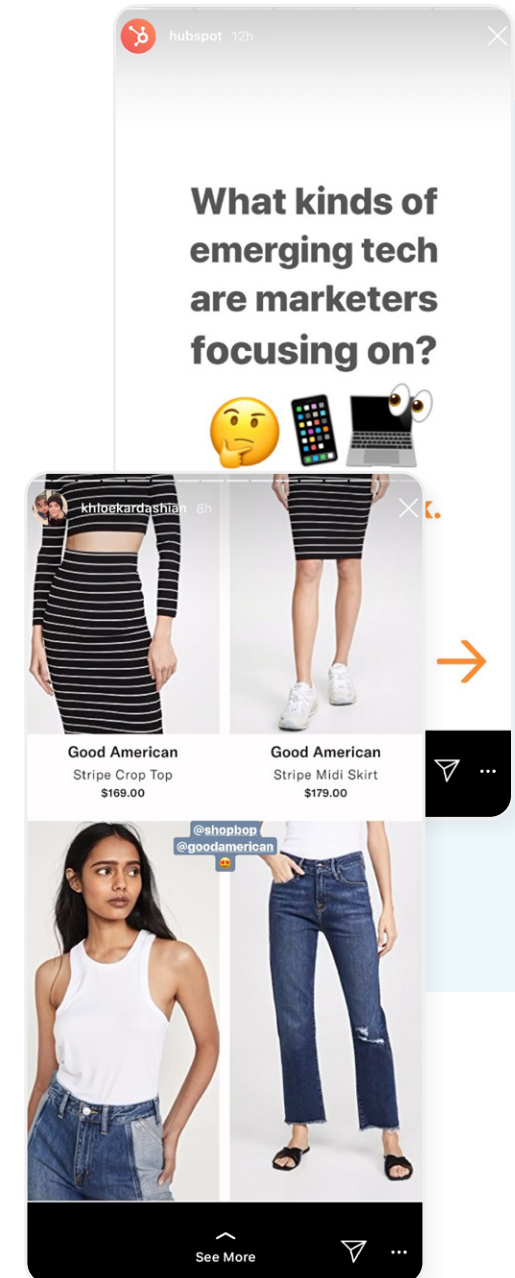 hubspot 12h
What kinds of
emerging tech
are marketers
focusing on?
khloekardashian 8h
Good American
Stripe Crop Top
$169.00
Good American
Stripe Midi Skirt
$179.00
@shopbop
@goodamerican
See More